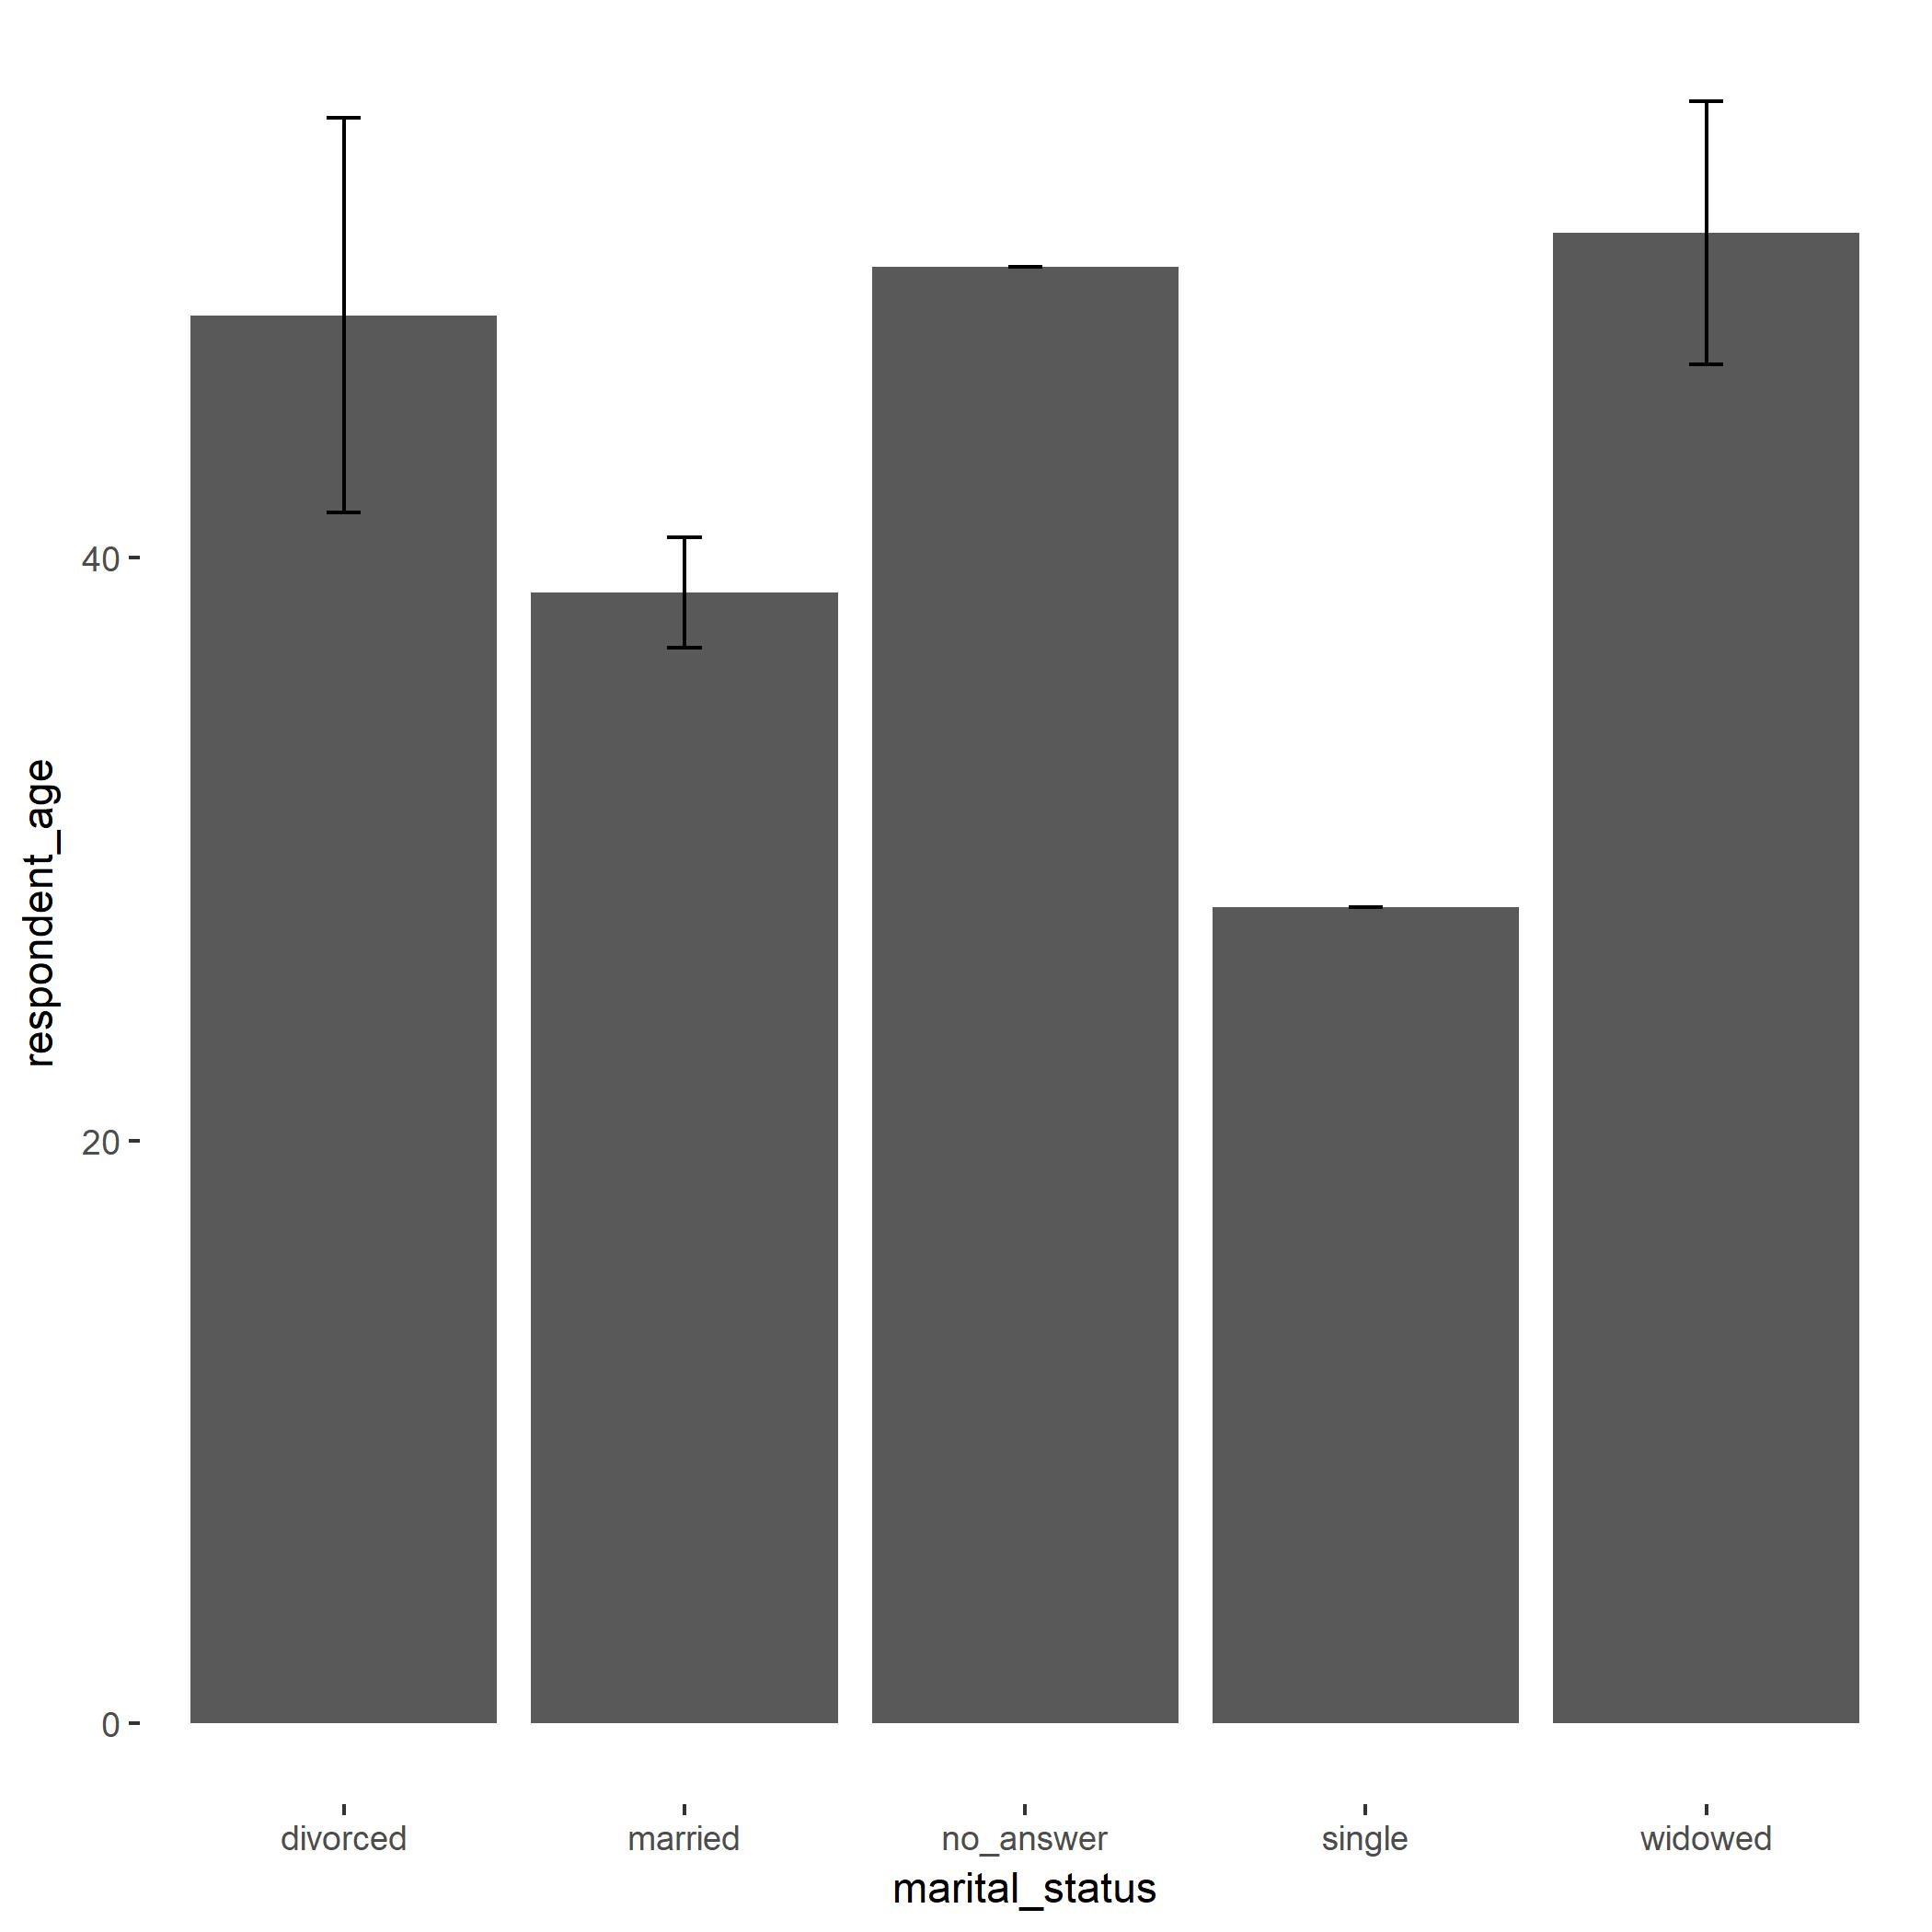 respondent_age
40
20
0
divorced married no_answer single widowed
marital_status